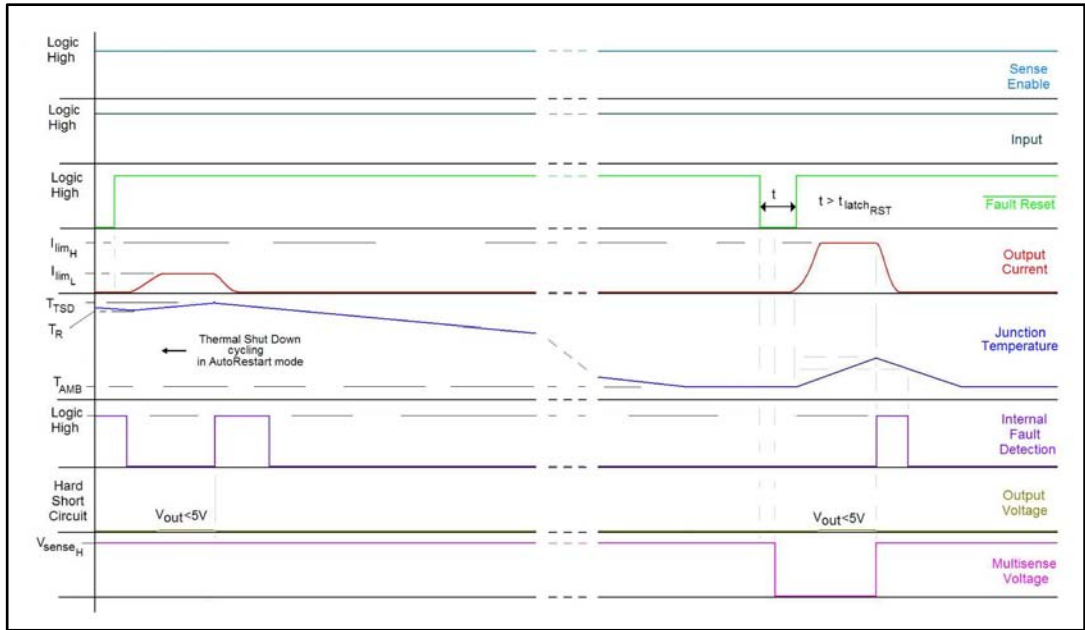 Logic
High
Sense
Enable
Logic
High
Input
Logic
High
t
t > tlatchRST
Fault Reset
IlimH
IlimL
Output
Current
TTSD
TR
Thermal Shut Down
cycling
in AutoRestart mode
Junction
Temperature
TAMB
Logic
High
Internal
Fault
Detection
Hard
Short
Circuit
Vout<5V
Vout<5V
Output
Voltage
VsenseH
Multisense
Voltage